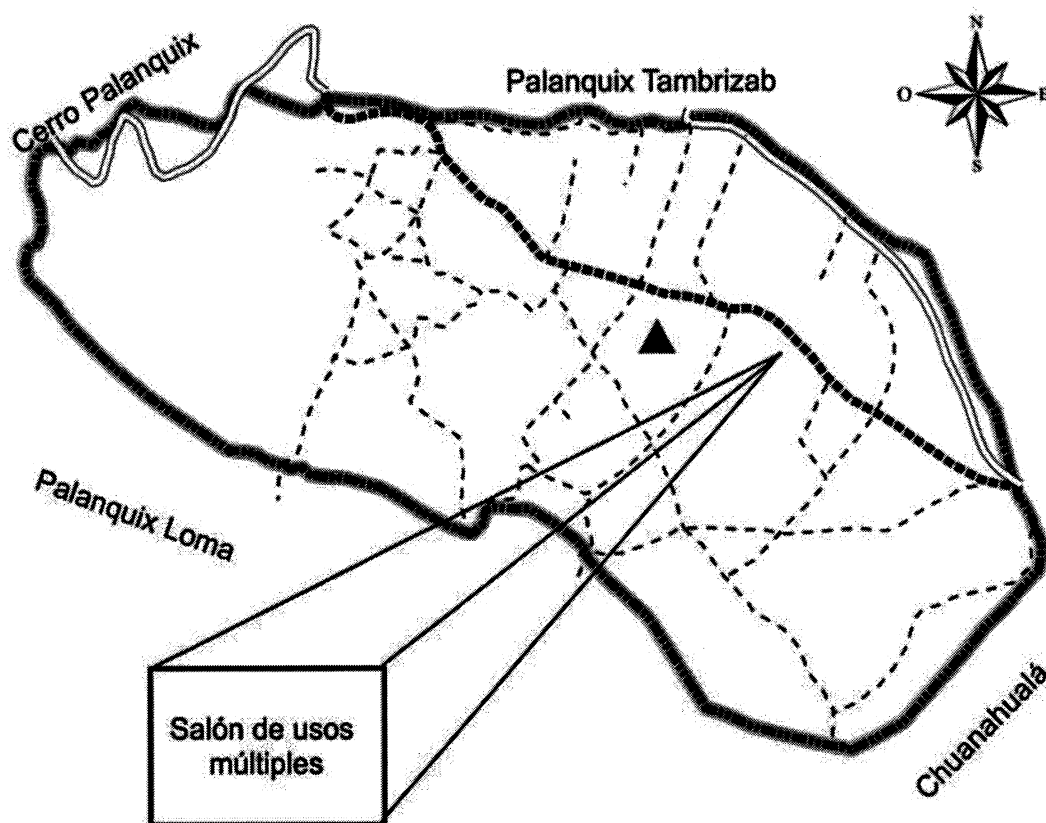 N
Cerro Palanquix
Palanquix Tambrizab
O
E
S
Palanquix Loma
Salón de usos
múltiples
Chuanahualá